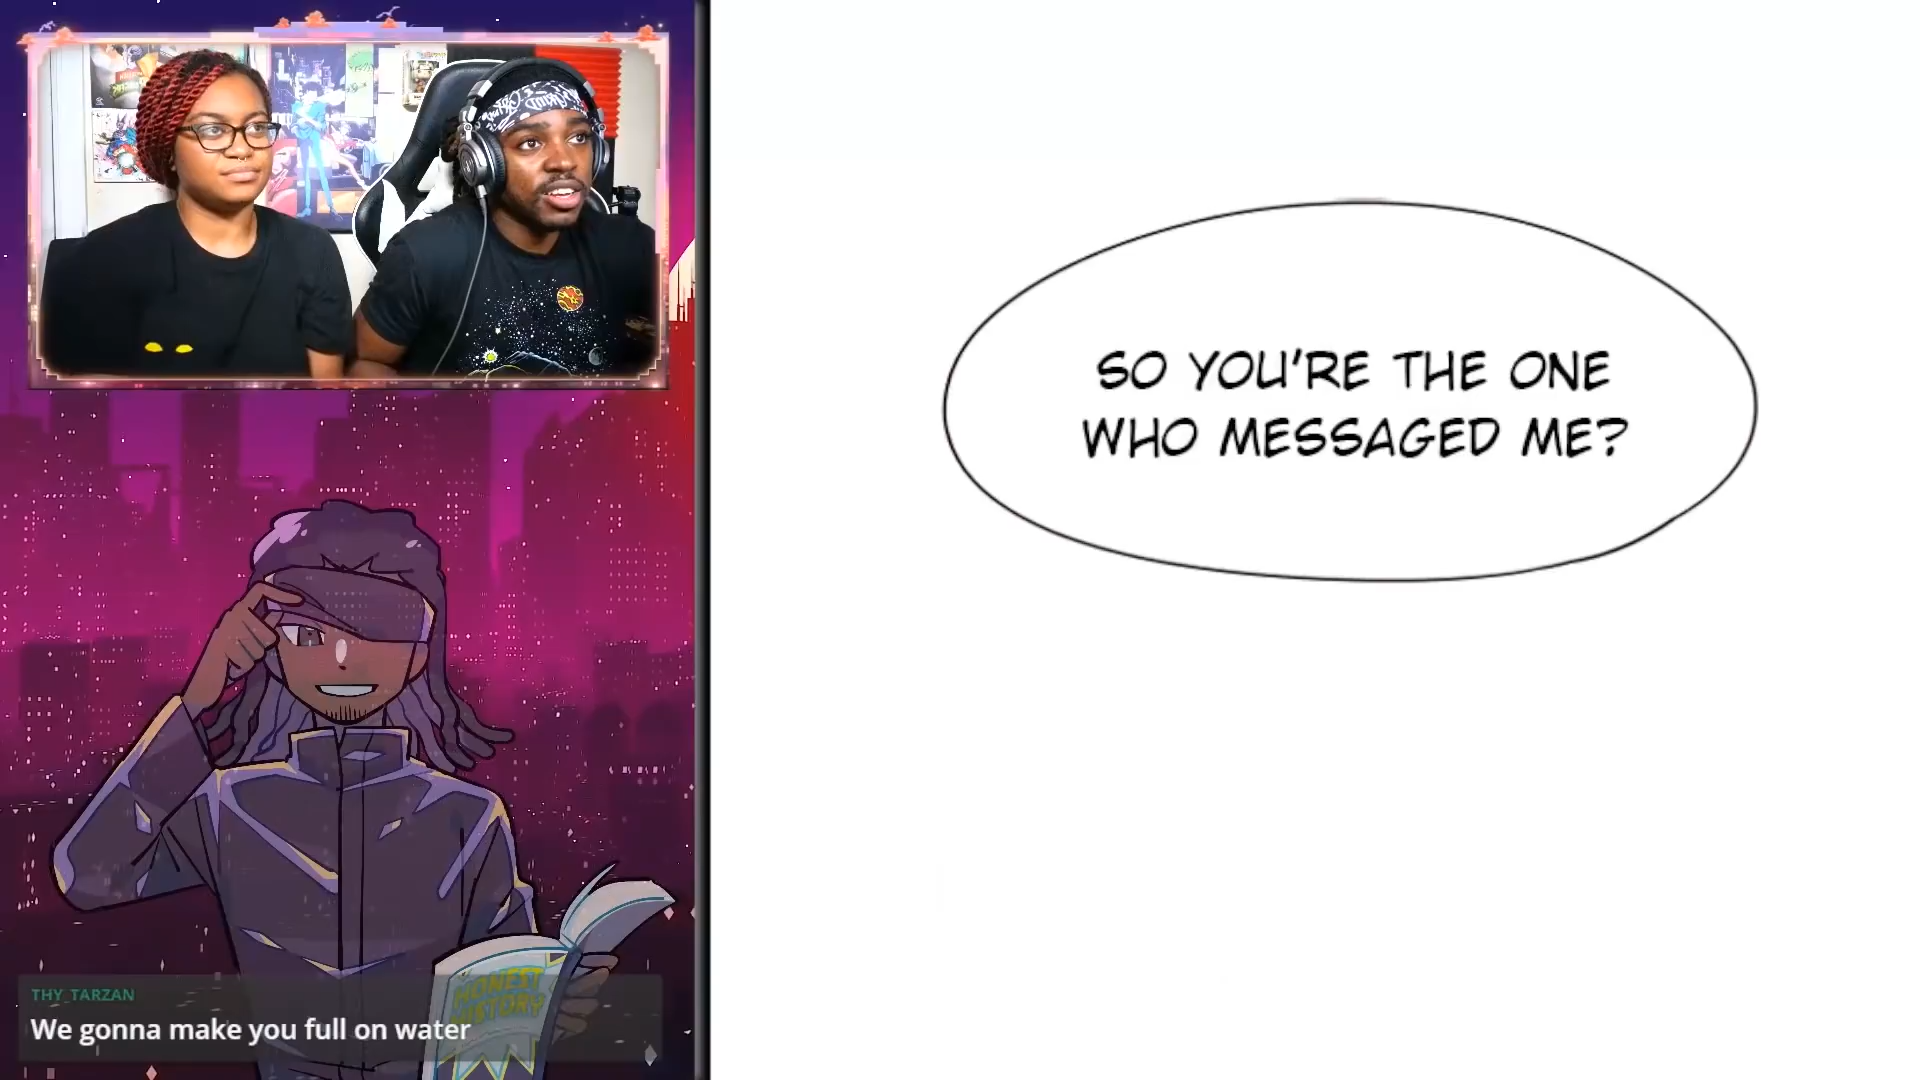 SO YOU'RE THE ONE
WHO MESSAGED ME?
HONEST
HISTORY
THY_TARZAN
We gonna make you full on water